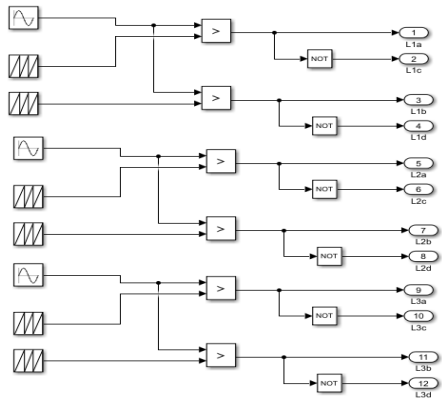 >
1
L1a
NOT
2
L1c
>
3
L1b
NOT
4
L1d
>
5
L2a
NOT
6
L2c
>
7
L2b
NOT
8
L2d
>
9
L3a
NOT
10
L3c
>
11
L3b
NOT
12
L3d